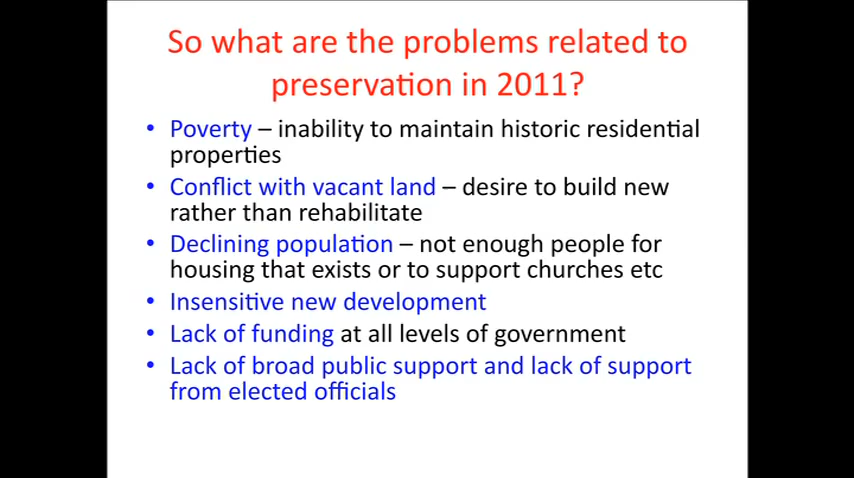 So what are the problems related to
preservation in 2011?
• Poverty – inability to maintain historic residential
properties
• Conflict with vacant land – desire to build new
rather than rehabilitate
• Declining population – not enough people for
housing that exists or to support churches etc
• Insensitive new development
• Lack of funding at all levels of government
• Lack of broad public support and lack of support
from elected officials